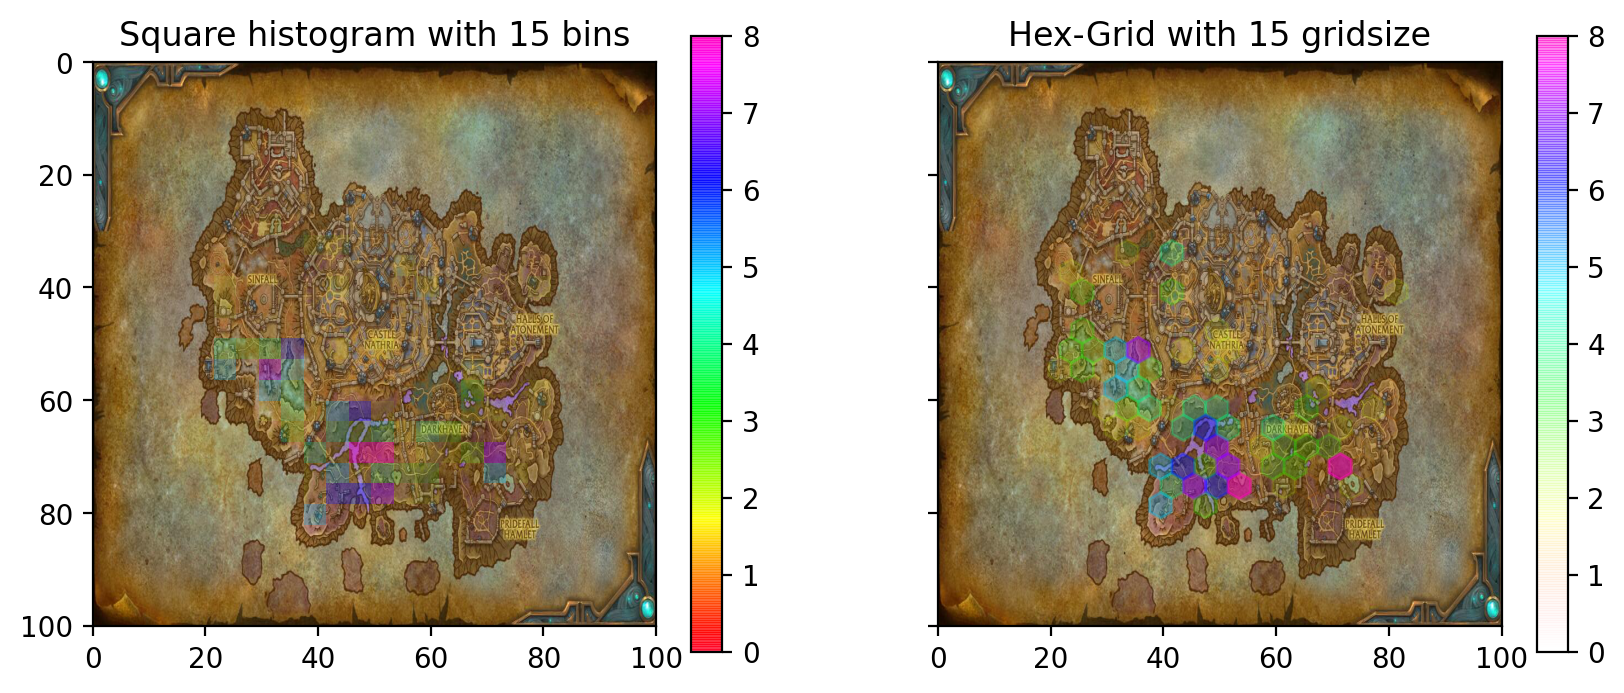 Square histogram with 15 bins
0
20
40
60
80
100
0
20
40
60
80
100
SINFALL
CASTLE
NATHRIA
HALLS OF
ATONEMENT
DARKHAVEN
PRIDEFALL
HAMLET
8
7
6
5
4
3
2
1
0
Hex-Grid with 15 gridsize
0
20
40
60
80
100
SINFALL
CASTLE
NATHRIA
HALLS OF
ATONEMENT
DARKHAVEN
PRIDEFALL
HAMLET
8
7
6
5
4
3
2
1
0